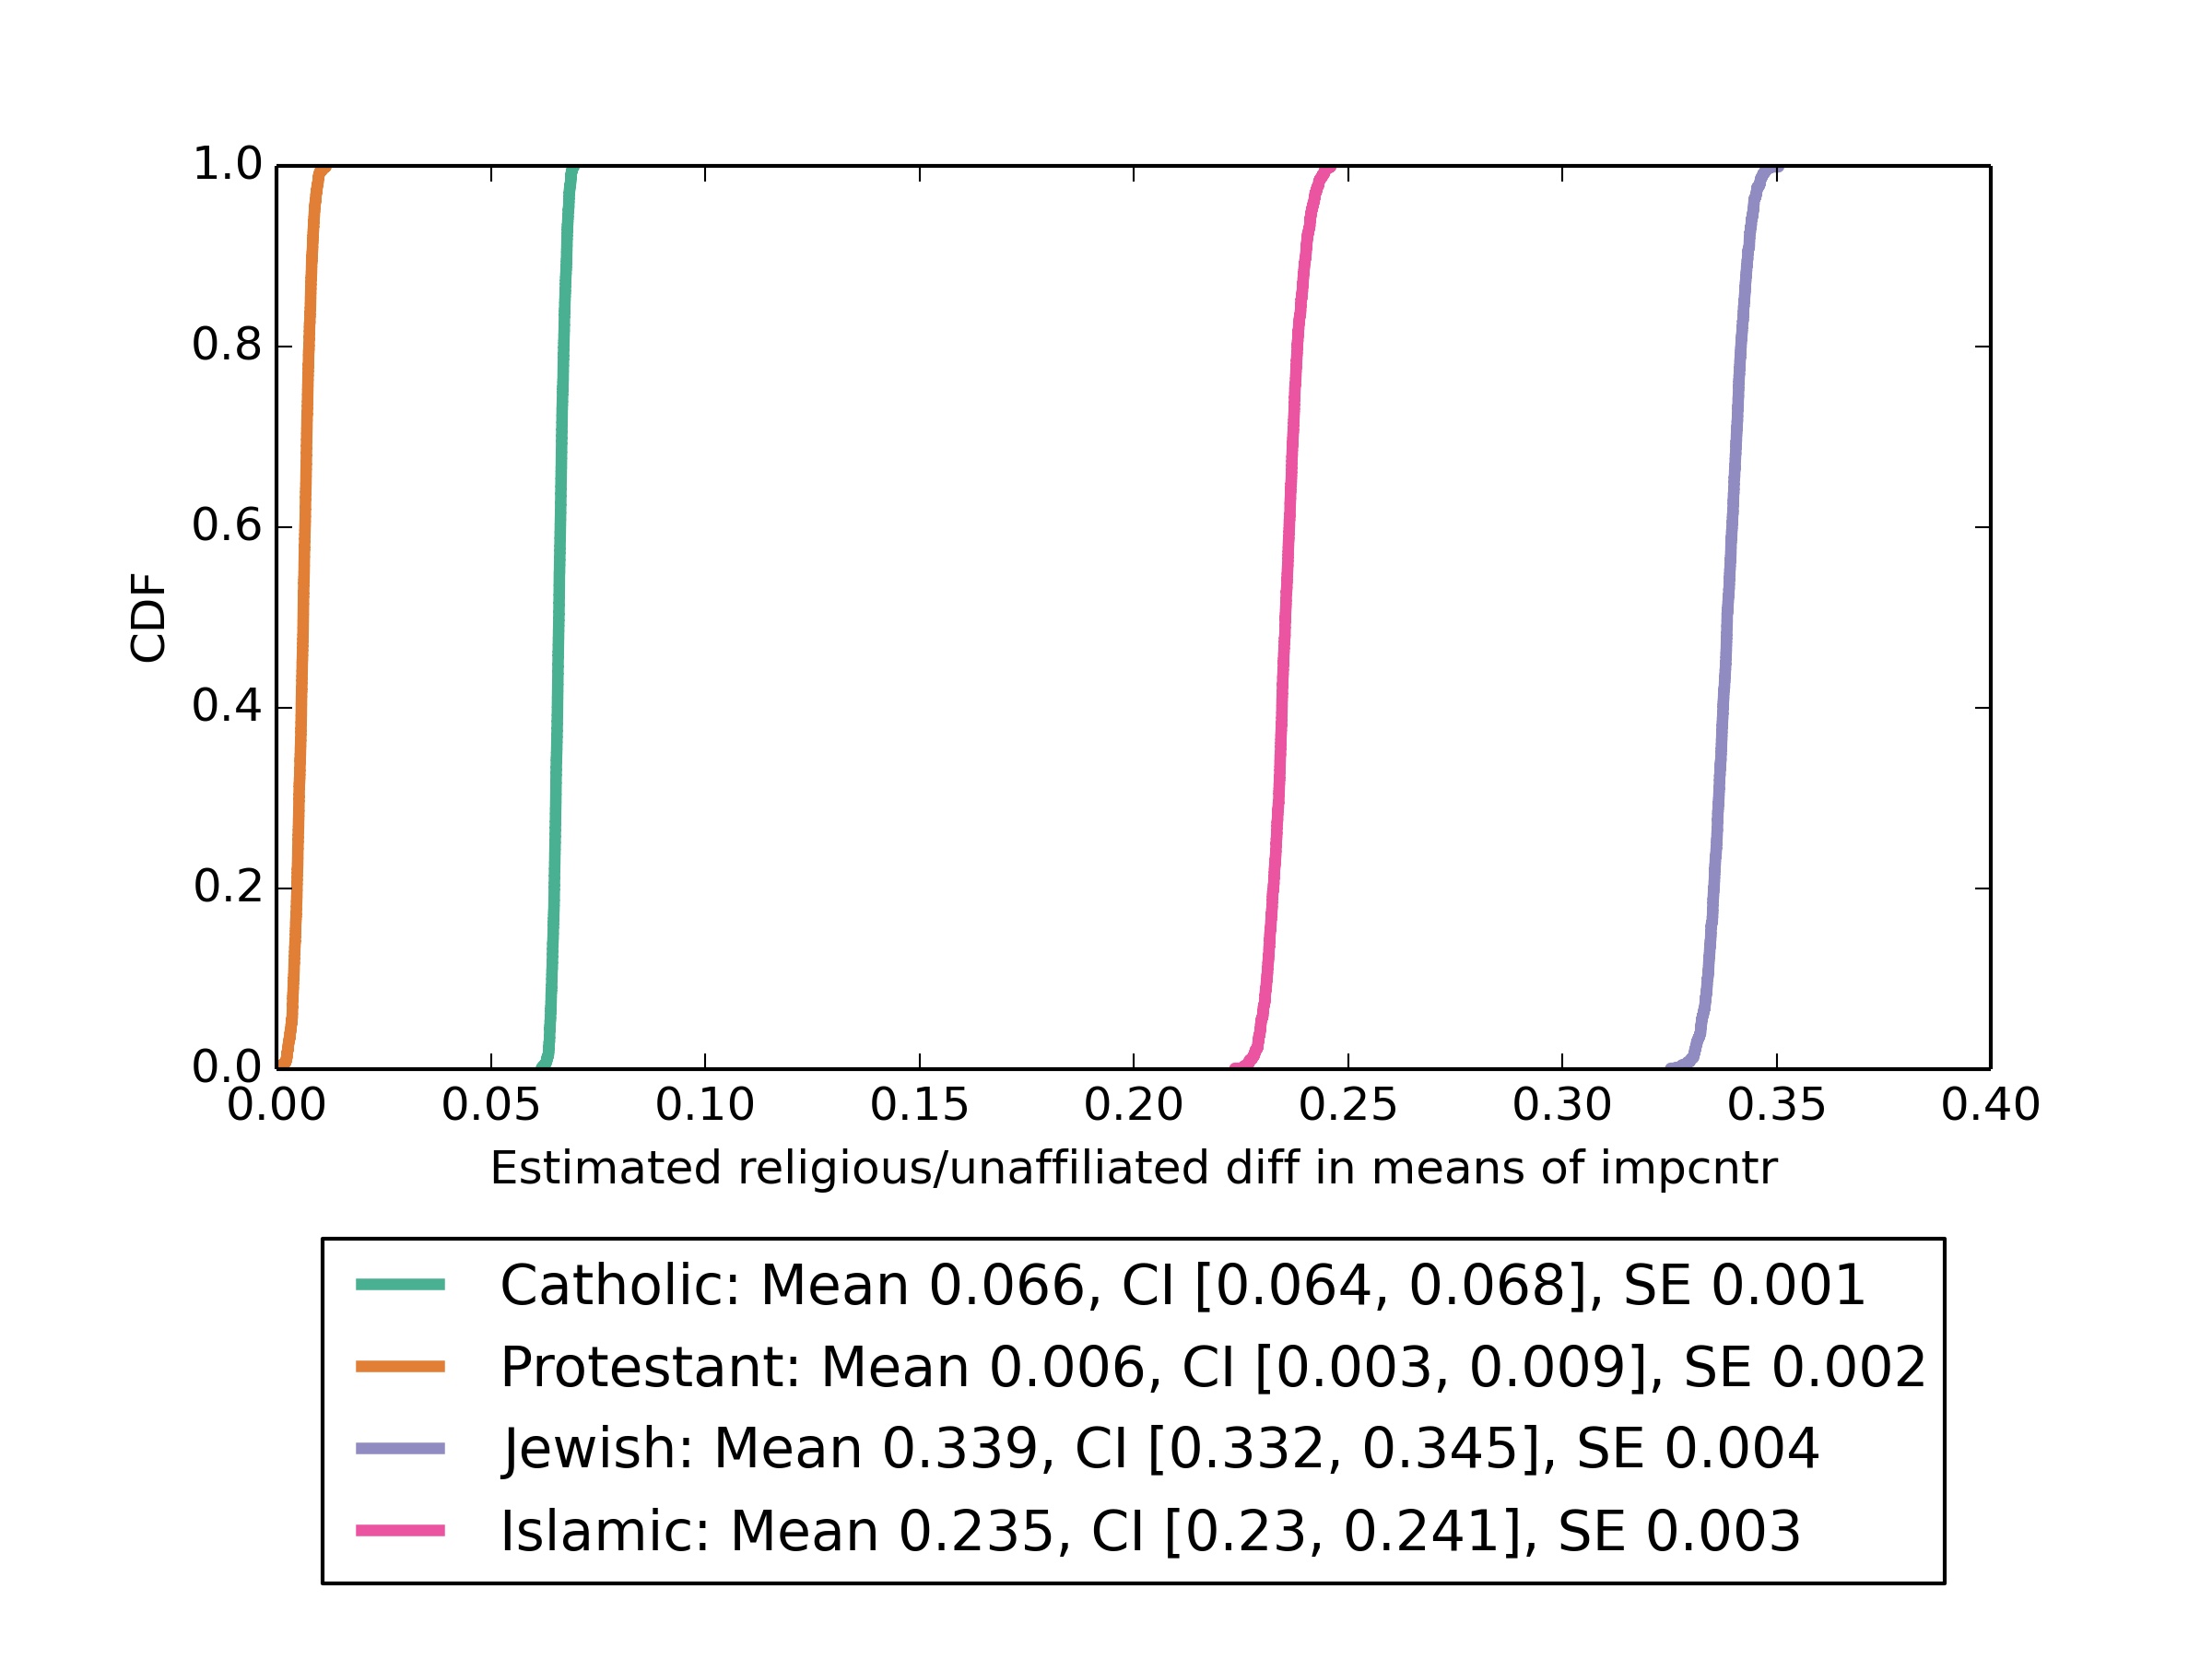 1.0
0.8
0.6
0.4
0.2
0.0
CDF
0.00 0.05 0.10 0.15 0.20 0.25 0.30 0.35 0.40
Estimated religious/unaffiliated diff in means of impcntr
Catholic: Mean 0.066, CI [0.064, 0.068], SE 0.001
Protestant: Mean 0.006, CI [0.003, 0.009], SE 0.002
Jewish: Mean 0.339, CI [0.332, 0.345], SE 0.004
Islamic: Mean 0.235, CI [0.23, 0.241], SE 0.003